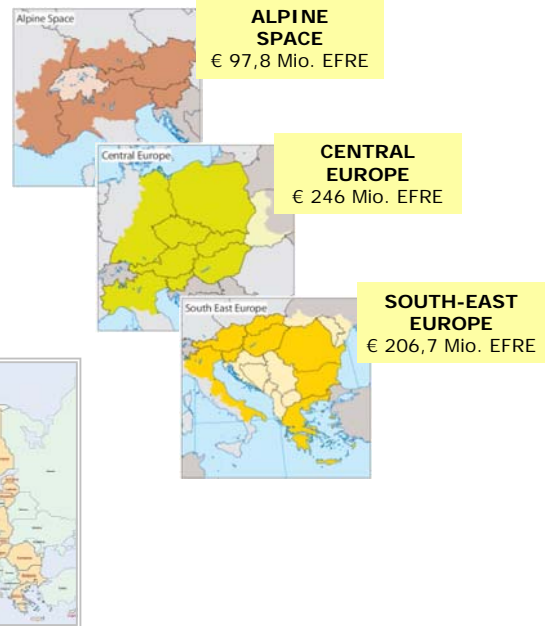 Alpine Space
ALPINE
SPACE
€ 97,8 Mio. EFRE
Central Europe
CENTRAL
EUROPE
€ 246 Mio. EFRE
South East Europe
SOUTH-EAST
EUROPE
€ 206,7 Mio. EFRE